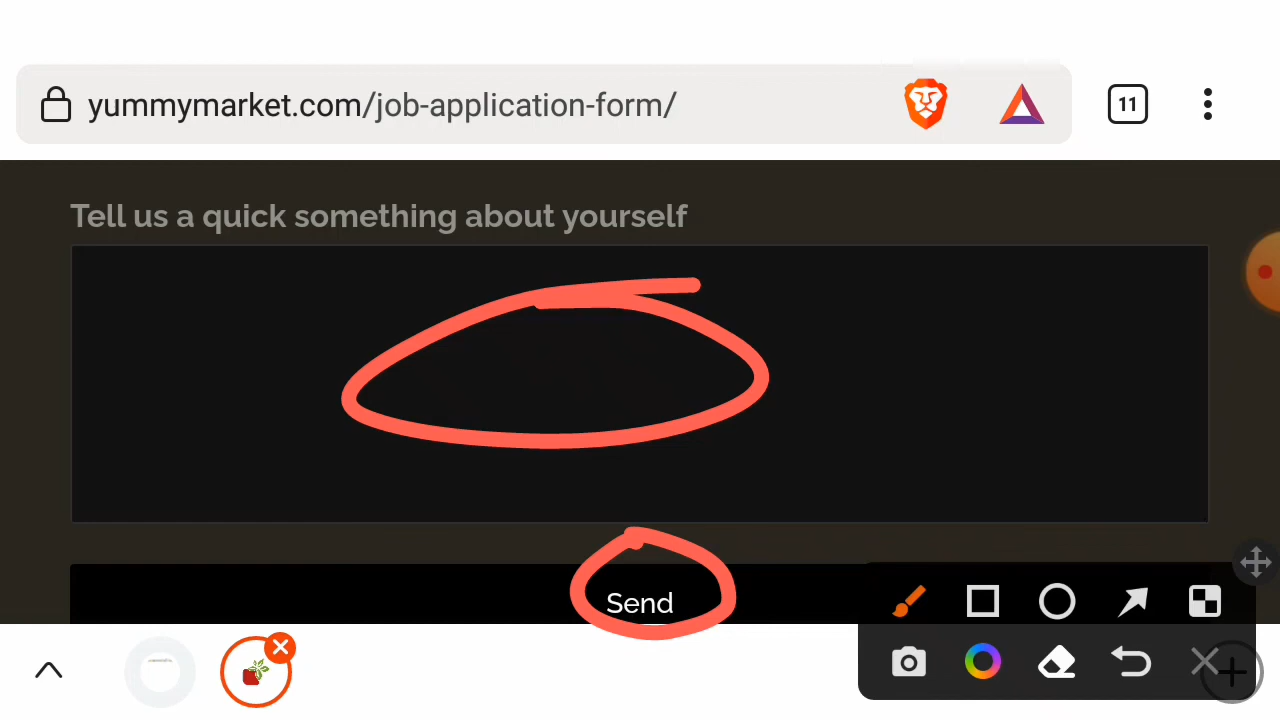 yummymarket.com/job-application-form/
11
Tell us a quick something about yourself
Send